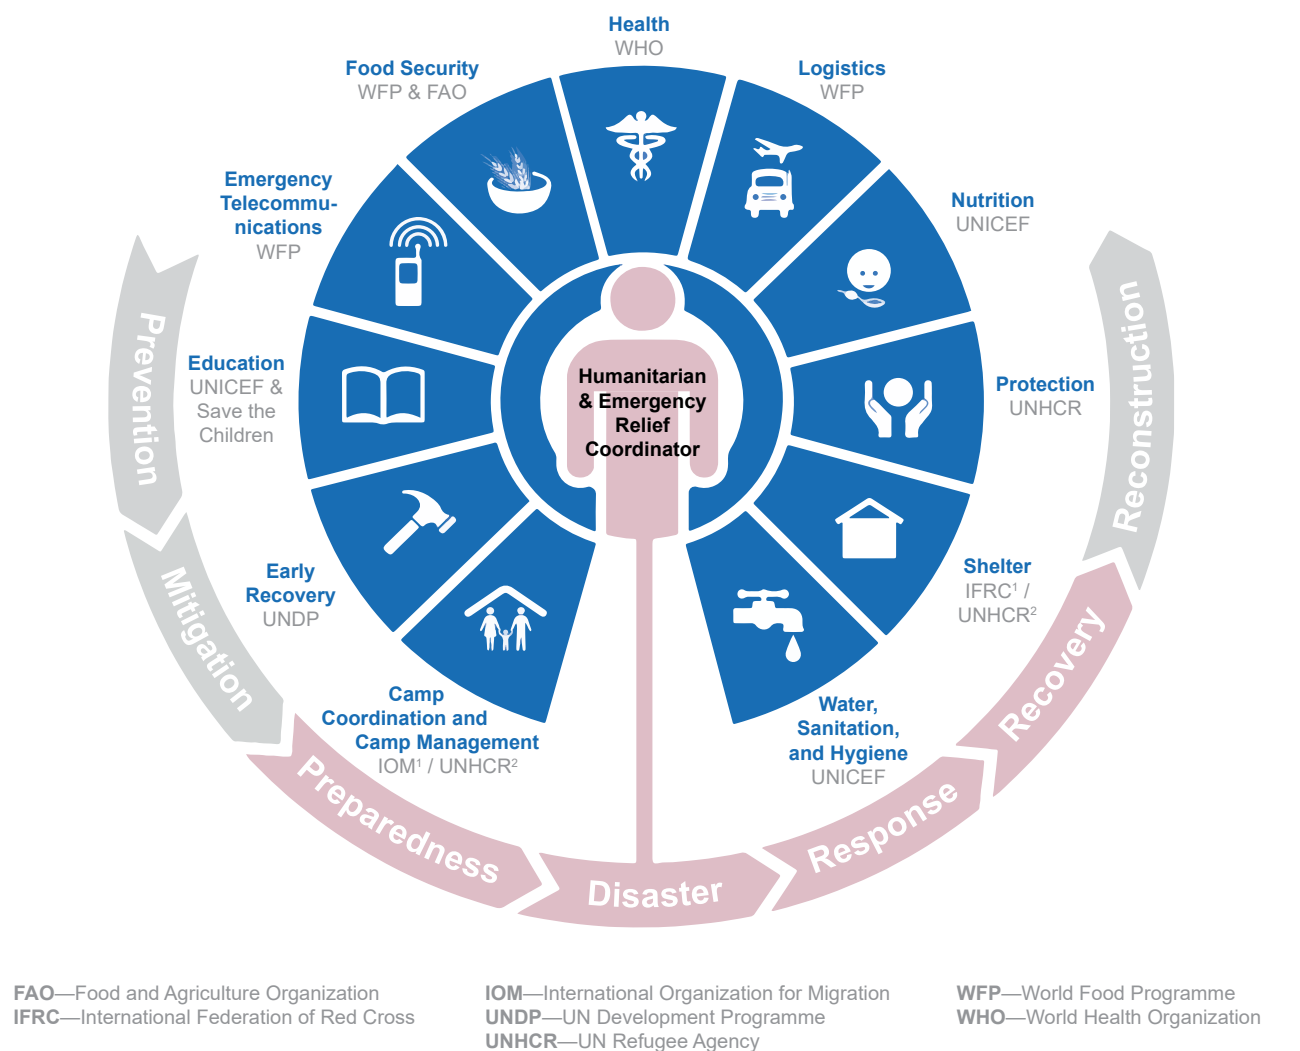 Health
WHO
Food Security
WFP & FAO
Logistics
WFP
Emergency
Telecommu-
nications
WFP
Nutrition
UNICEF
Education
UNICEF &
Save the
Children
Protection
UNHCR
Humanitarian
& Emergency
Relief
Coordinator
Early
Recovery
UNDP
Shelter
IFRC¹ /
UNHCR²
Camp
Coordination and
Camp Management
IOM¹ / UNHCR²
Water,
Sanitation,
and Hygiene
UNICEF
Prevention
Mitigation
Preparedness
Disaster
Response
Recovery
Reconstruction
FAO—Food and Agriculture Organization
IFRC—International Federation of Red Cross
IOM—International Organization for Migration
UNDP—UN Development Programme
UNHCR—UN Refugee Agency
WFP—World Food Programme
WHO—World Health Organization